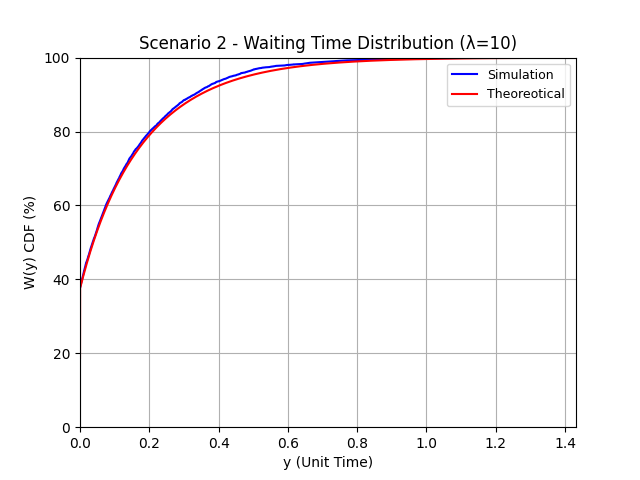 Scenario 2 - Waiting Time Distribution (λ=10)
100
80
60
40
20
0
W(y) CDF (%)
Simulation
Theoreotical
0.0 0.2 0.4 0.6 0.8 1.0 1.2 1.4
y (Unit Time)